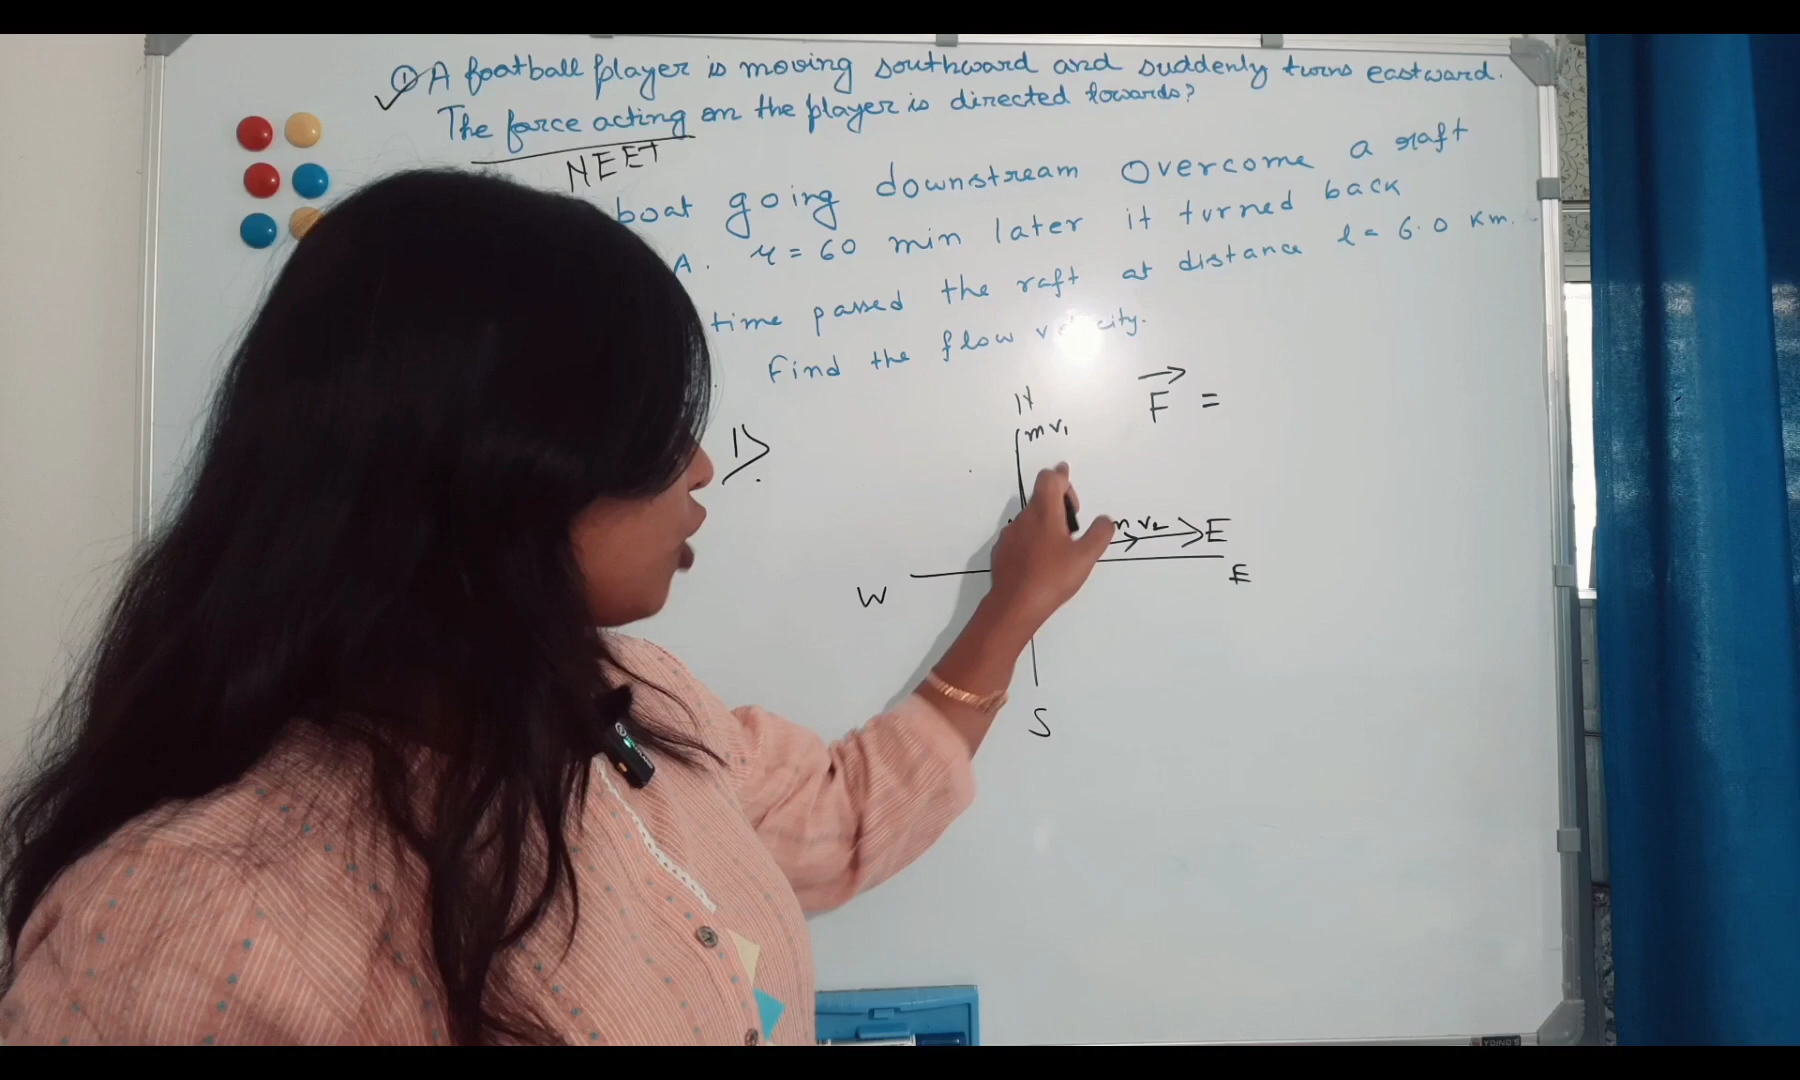 ① A football player is moving southward and suddenly turns eastward.
The force acting on the player is directed towards?
NEET
boat going downstream overcome a raft
A. r = 60 min later it turned back
time passed the raft at distance l = 6.0 Km.
Find the flow velocity.
1)
N
mv₁
F =
mv₂ E
W
E
S